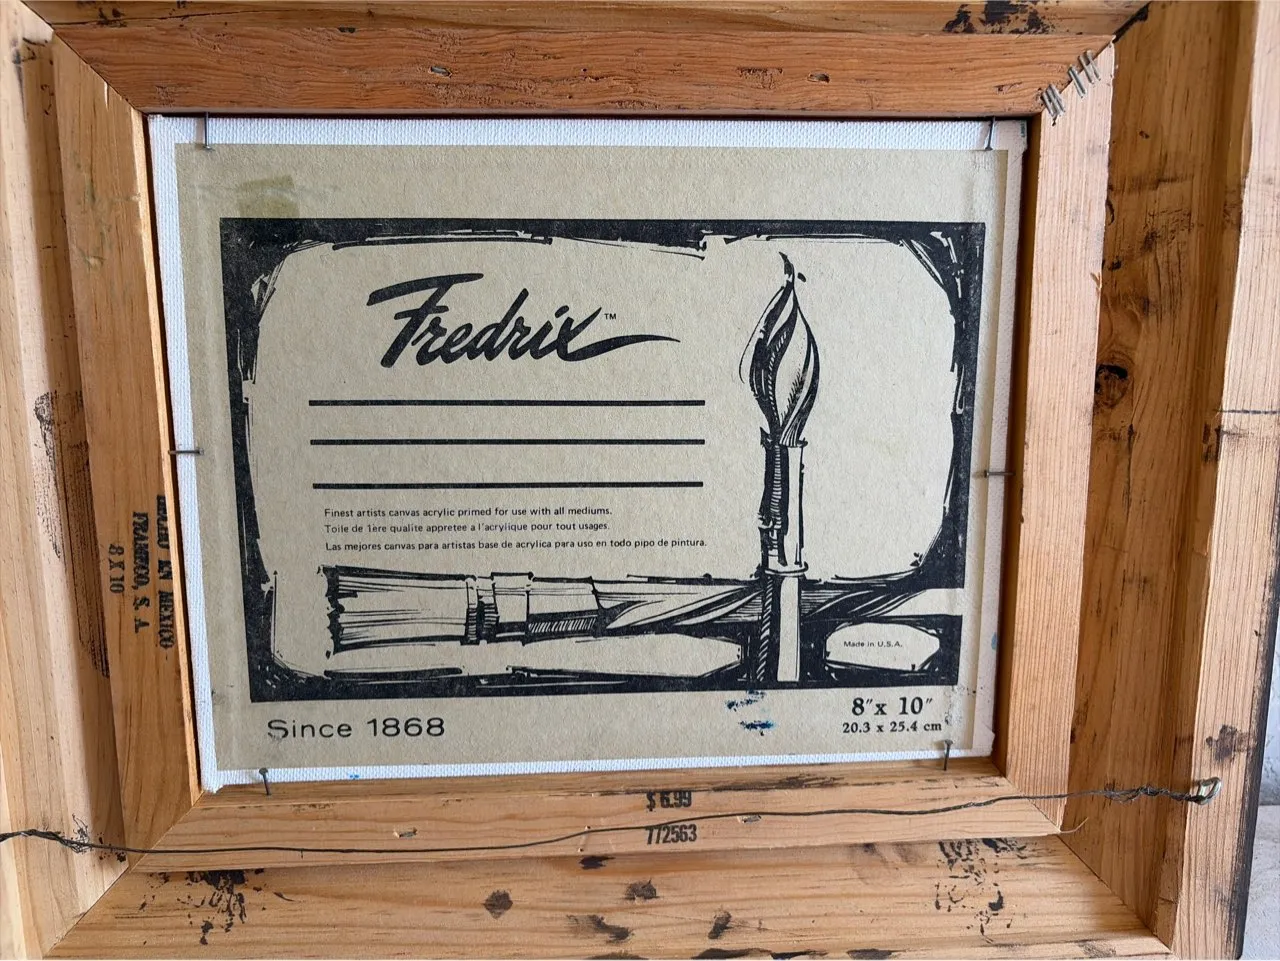 Fredrix™
Finest artists canvas acrylic primed for use with all mediums.
Toile de 1ère qualite appretee a l'acrylique pour tout usages.
Las mejores canvas para artistas base de acrylica para uso en todo pipo de pintura.
Made in U.S.A.
Since 1868
8" x 10"
20.3 x 25.4 cm
$ 6.99
772563
MEXICO
S. A.
8 X 10